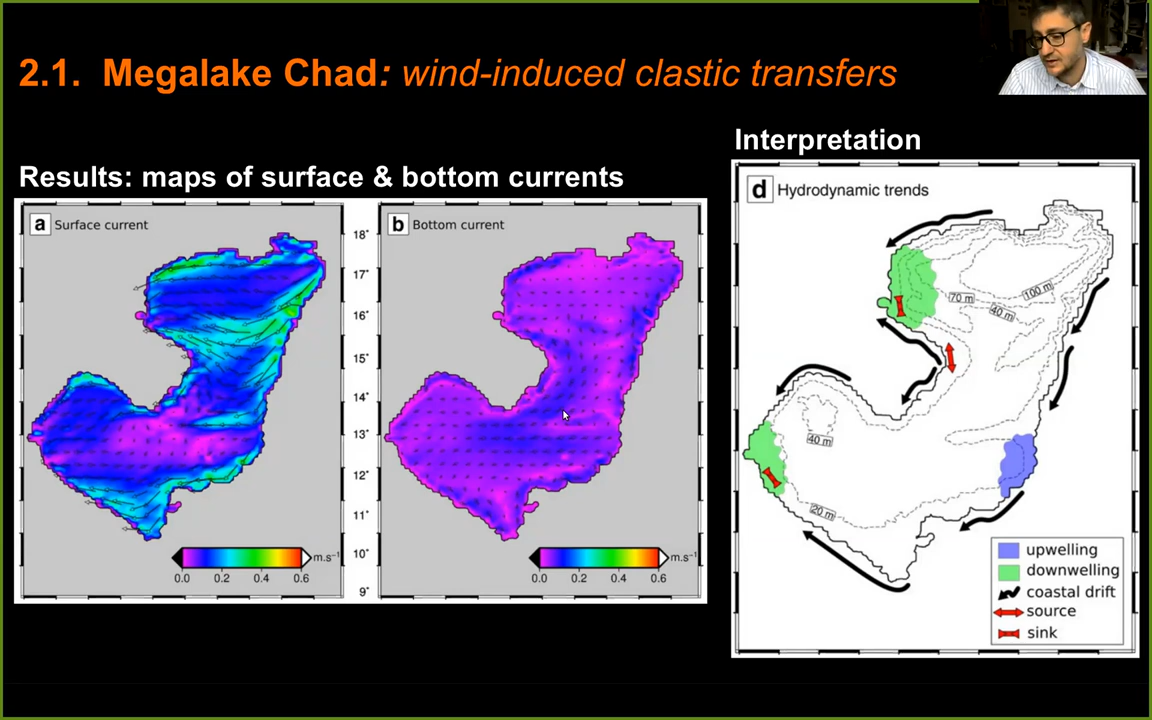 2.1. Megalake Chad: wind-induced clastic transfers
Results: maps of surface & bottom currents
a Surface current
b Bottom current
18°
17°
16°
15°
14°
13°
12°
11°
10°
9°
m.s⁻¹
0.0 0.2 0.4 0.6
m.s⁻¹
0.0 0.2 0.4 0.6
Interpretation
d Hydrodynamic trends
100 m
70 m
40 m
40 m
20 m
upwelling
downwelling
coastal drift
source
sink